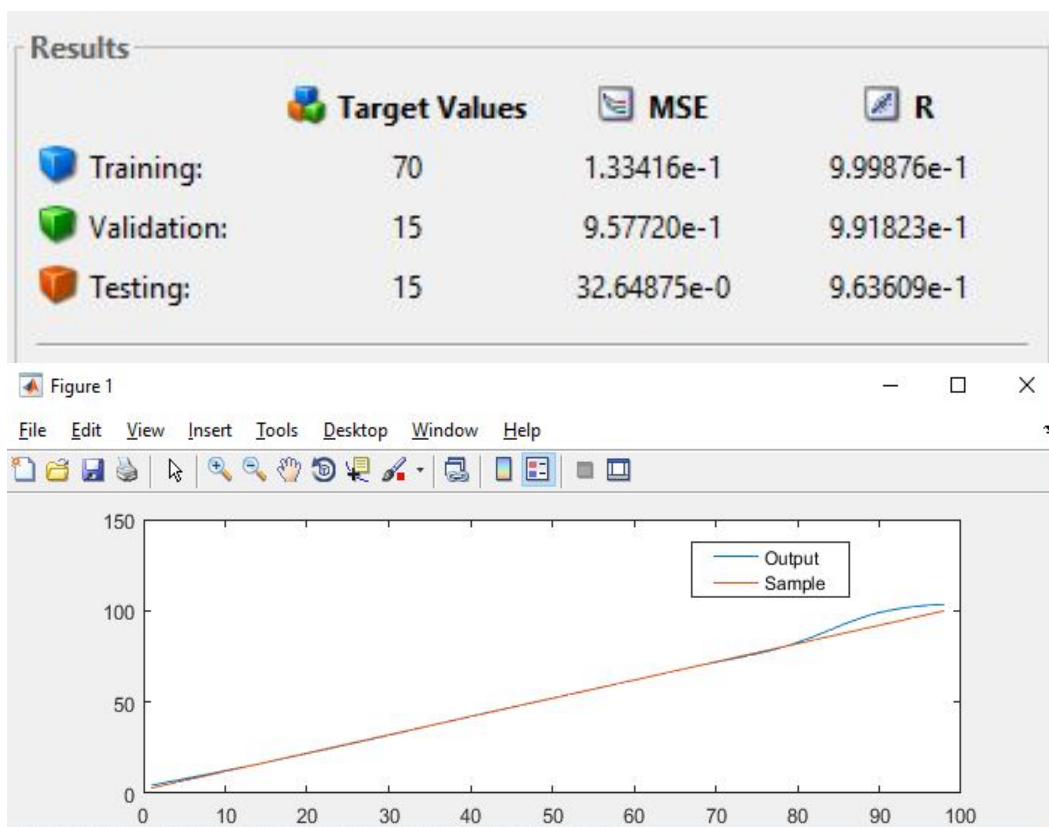 Results
Target Values MSE R
Training: 70 1.33416e-1 9.99876e-1
Validation: 15 9.57720e-1 9.91823e-1
Testing: 15 32.64875e-0 9.63609e-1
Figure 1
File Edit View Insert Tools Desktop Window Help
150
Output
Sample
100
50
0
0 10 20 30 40 50 60 70 80 90 100